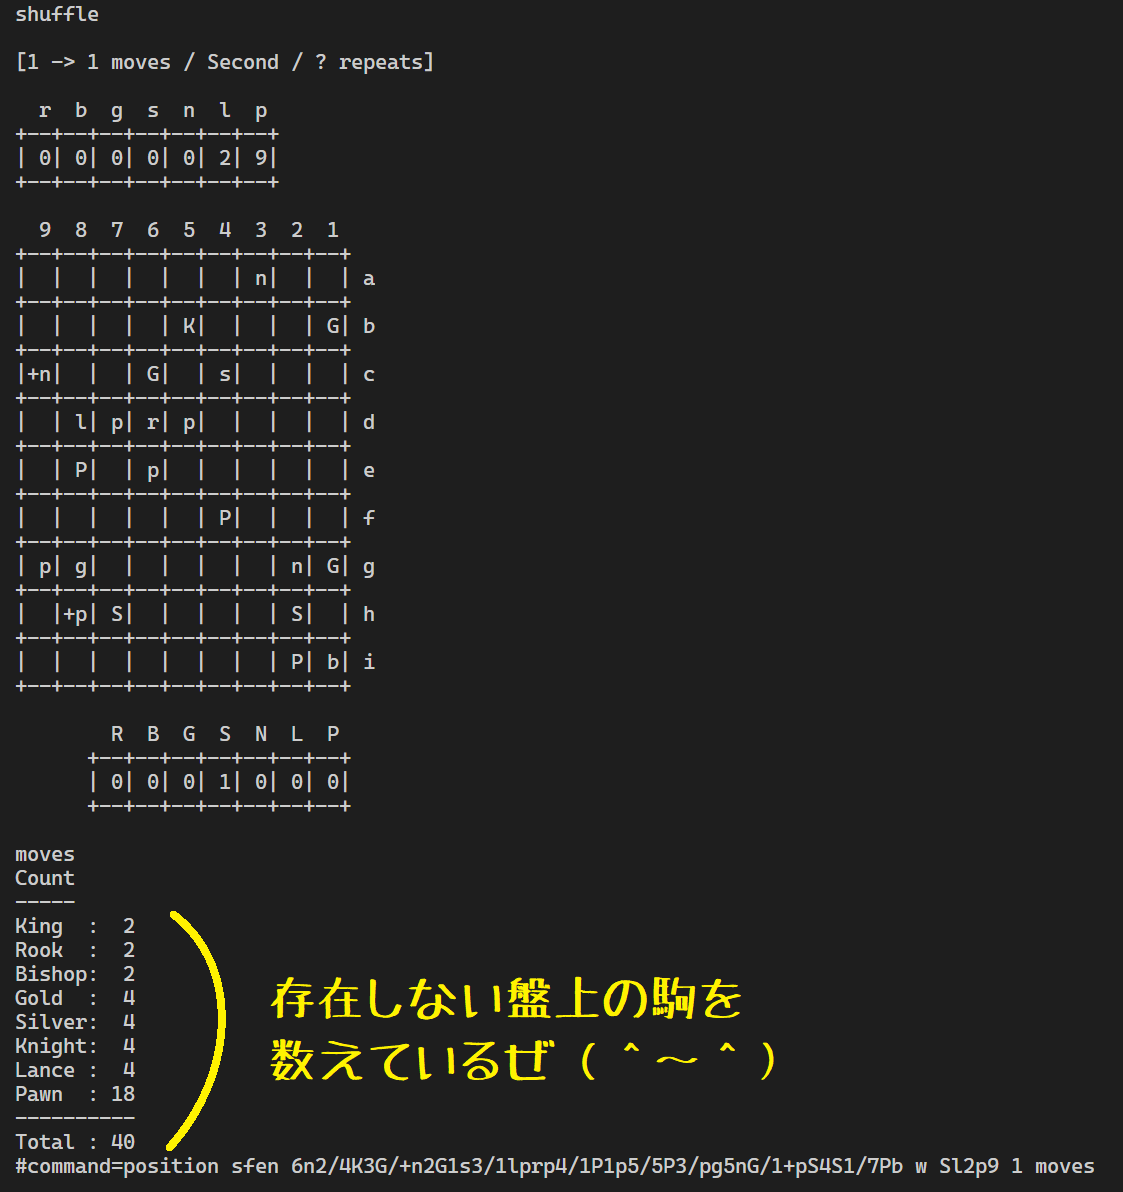 shuffle
[1 -> 1 moves / Second / ? repeats]
  r  b  g  s  n  l  p
+--+--+--+--+--+--+--+
| 0| 0| 0| 0| 0| 2| 9|
+--+--+--+--+--+--+--+
  9  8  7  6  5  4  3  2  1
+--+--+--+--+--+--+--+--+--+
|  |  |  |  |  |  | n|  |  | a
+--+--+--+--+--+--+--+--+--+
|  |  |  |  | K|  |  |  | G| b
+--+--+--+--+--+--+--+--+--+
|+n|  |  | G|  | s|  |  |  | c
+--+--+--+--+--+--+--+--+--+
|  | l| p| r| p|  |  |  |  | d
+--+--+--+--+--+--+--+--+--+
|  | P|  | p|  |  |  |  |  | e
+--+--+--+--+--+--+--+--+--+
|  |  |  |  |  | P|  |  |  | f
+--+--+--+--+--+--+--+--+--+
| p| g|  |  |  |  |  | n| G| g
+--+--+--+--+--+--+--+--+--+
|  |+p| S|  |  |  |  | S|  | h
+--+--+--+--+--+--+--+--+--+
|  |  |  |  |  |  |  | P| b| i
+--+--+--+--+--+--+--+--+--+
        R  B  G  S  N  L  P
      +--+--+--+--+--+--+--+
      | 0| 0| 0| 1| 0| 0| 0|
      +--+--+--+--+--+--+--+
moves
Count
-----
King  :  2
Rook  :  2
Bishop:  2
Gold  :  4
Silver:  4
Knight:  4
Lance :  4
Pawn  : 18
----------
Total : 40
存在しない盤上の駒を
数えているぜ（＾～＾）
#command=position sfen 6n2/4K3G/+n2G1s3/1lprp4/1P1p5/5P3/pg5nG/1+pS4S1/7Pb w Sl2p9 1 moves